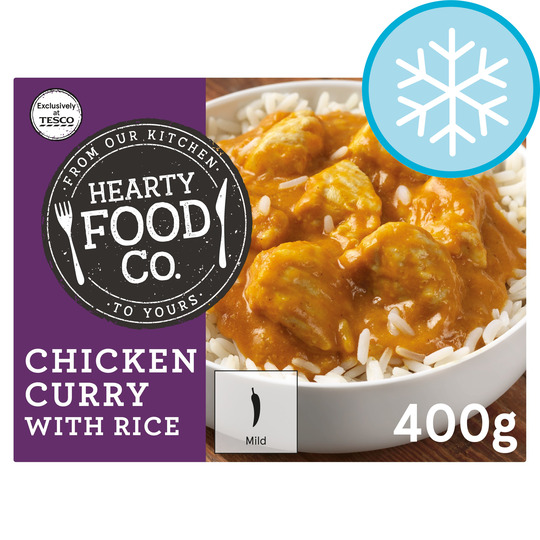 Exclusively
at
TESCO
· FROM OUR KITCHEN ·
HEARTY
FOOD
CO.
· TO YOURS ·
CHICKEN
CURRY
WITH RICE
Mild
400g